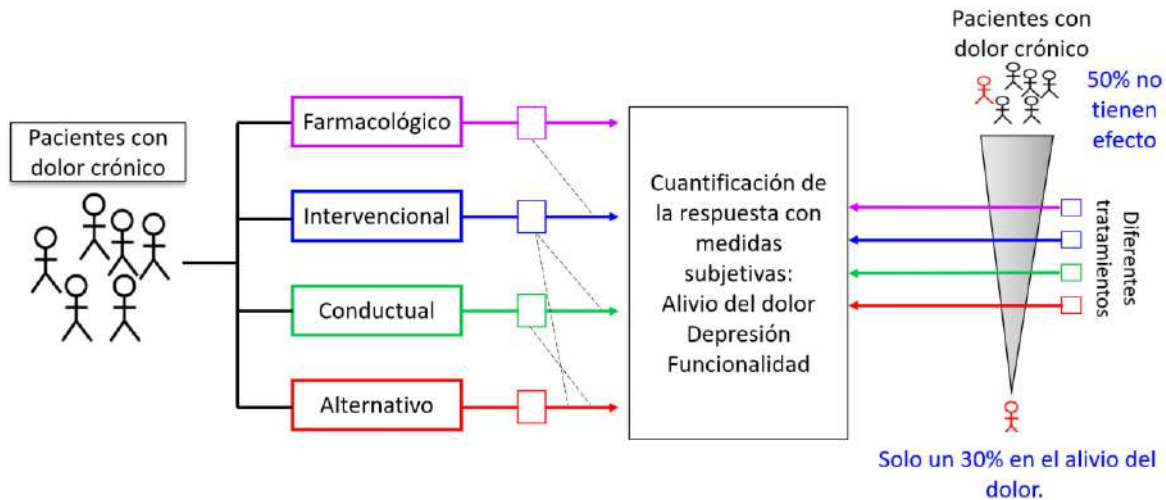 Pacientes con
dolor crónico
Farmacológico
Intervencional
Conductual
Alternativo
Cuantificación de
la respuesta con
medidas
subjetivas:
Alivio del dolor
Depresión
Funcionalidad
Pacientes con
dolor crónico
50% no
tienen
efecto
Diferentes
tratamientos
Solo un 30% en el alivio del
dolor.